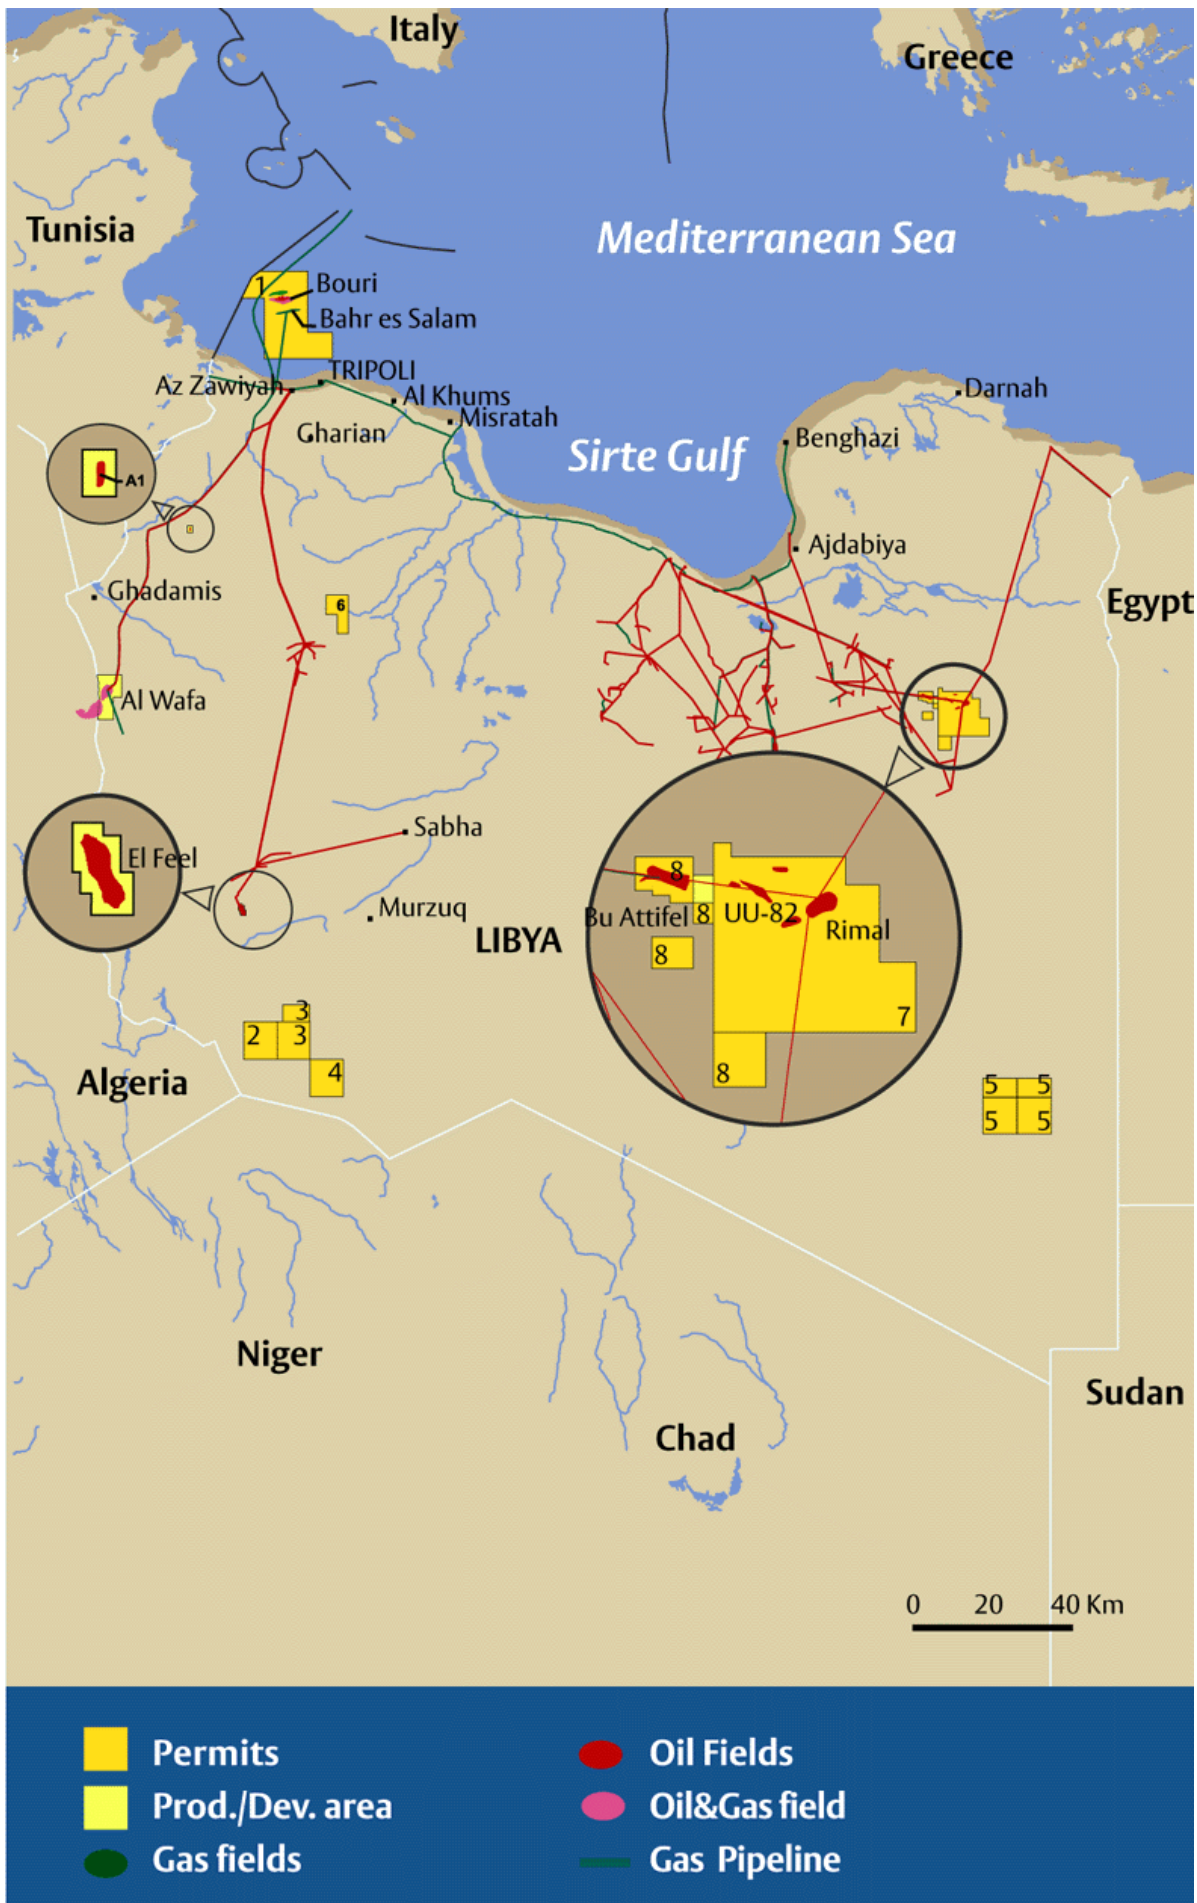 Italy
Greece
Tunisia
Mediterranean Sea
1
Bouri
Bahr es Salam
TRIPOLI
Az Zawiyah
Al Khums
Misratah
Darnah
Gharian
Benghazi
Sirte Gulf
A1
Ajdabiya
Ghadamis
6
Egypt
Al Wafa
Sabha
El Feel
8
Murzuq
Bu Attifel
8
UU-82
Rimal
LIBYA
8
3
7
2
3
4
8
Algeria
5
5
5
5
Niger
Sudan
Chad
0 20 40 Km
Permits
Oil Fields
Prod./Dev. area
Oil&Gas field
Gas fields
Gas Pipeline